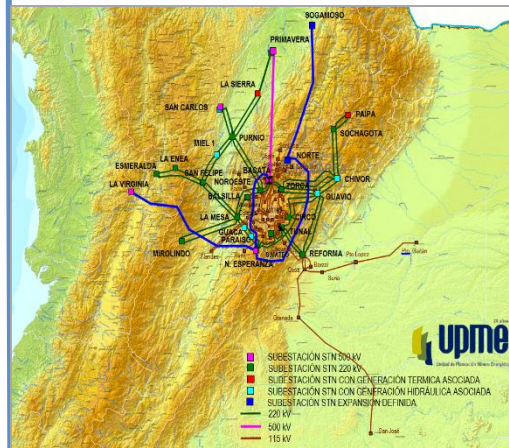 SOGAMOSO
PRIMAVERA
LA SIERRA
SAN CARLOS
PAIPA
SOCHAGOTA
PURNIO
MIEL 1
NORTE
LA ENEA
ESMERALDA
BACATA
CHIVOR
SAN FELIPE
NOROESTE
TORCA
LA VIRGINIA
BALSILLA
GUAVIO
LA MESA
CIRCO
GUACA
TUNAL
PARAISO
MIROLINDO
REFORMA
N. ESPERANZA
Granada
San José
upme
SUBESTACIÓN STN 500 kV
SUBESTACIÓN STN 220 kV
SUBESTACIÓN STN CON GENERACIÓN TERMICA ASOCIADA
SUBESTACIÓN STN CON GENERACIÓN HIDRÁULICA ASOCIADA
SUBESTACIÓN STN EXPANSIÓN DEFINIDA
220 kV
500 kV
115 kV